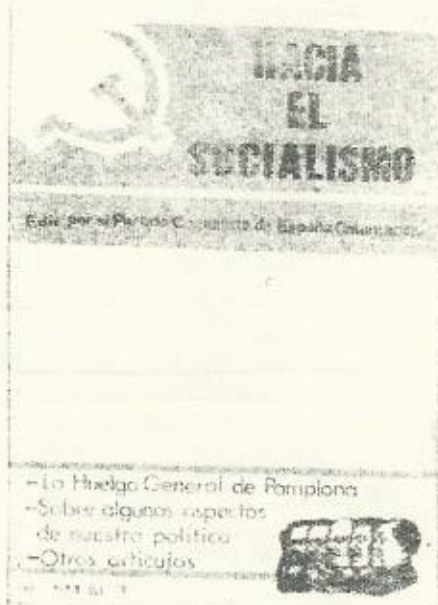 HACIA
EL
SOCIALISMO
Edit. por el Partido Comunista de España
- La Huelga General de Pamplona
- Sobre algunos aspectos
de nuestra política
- Otros artículos